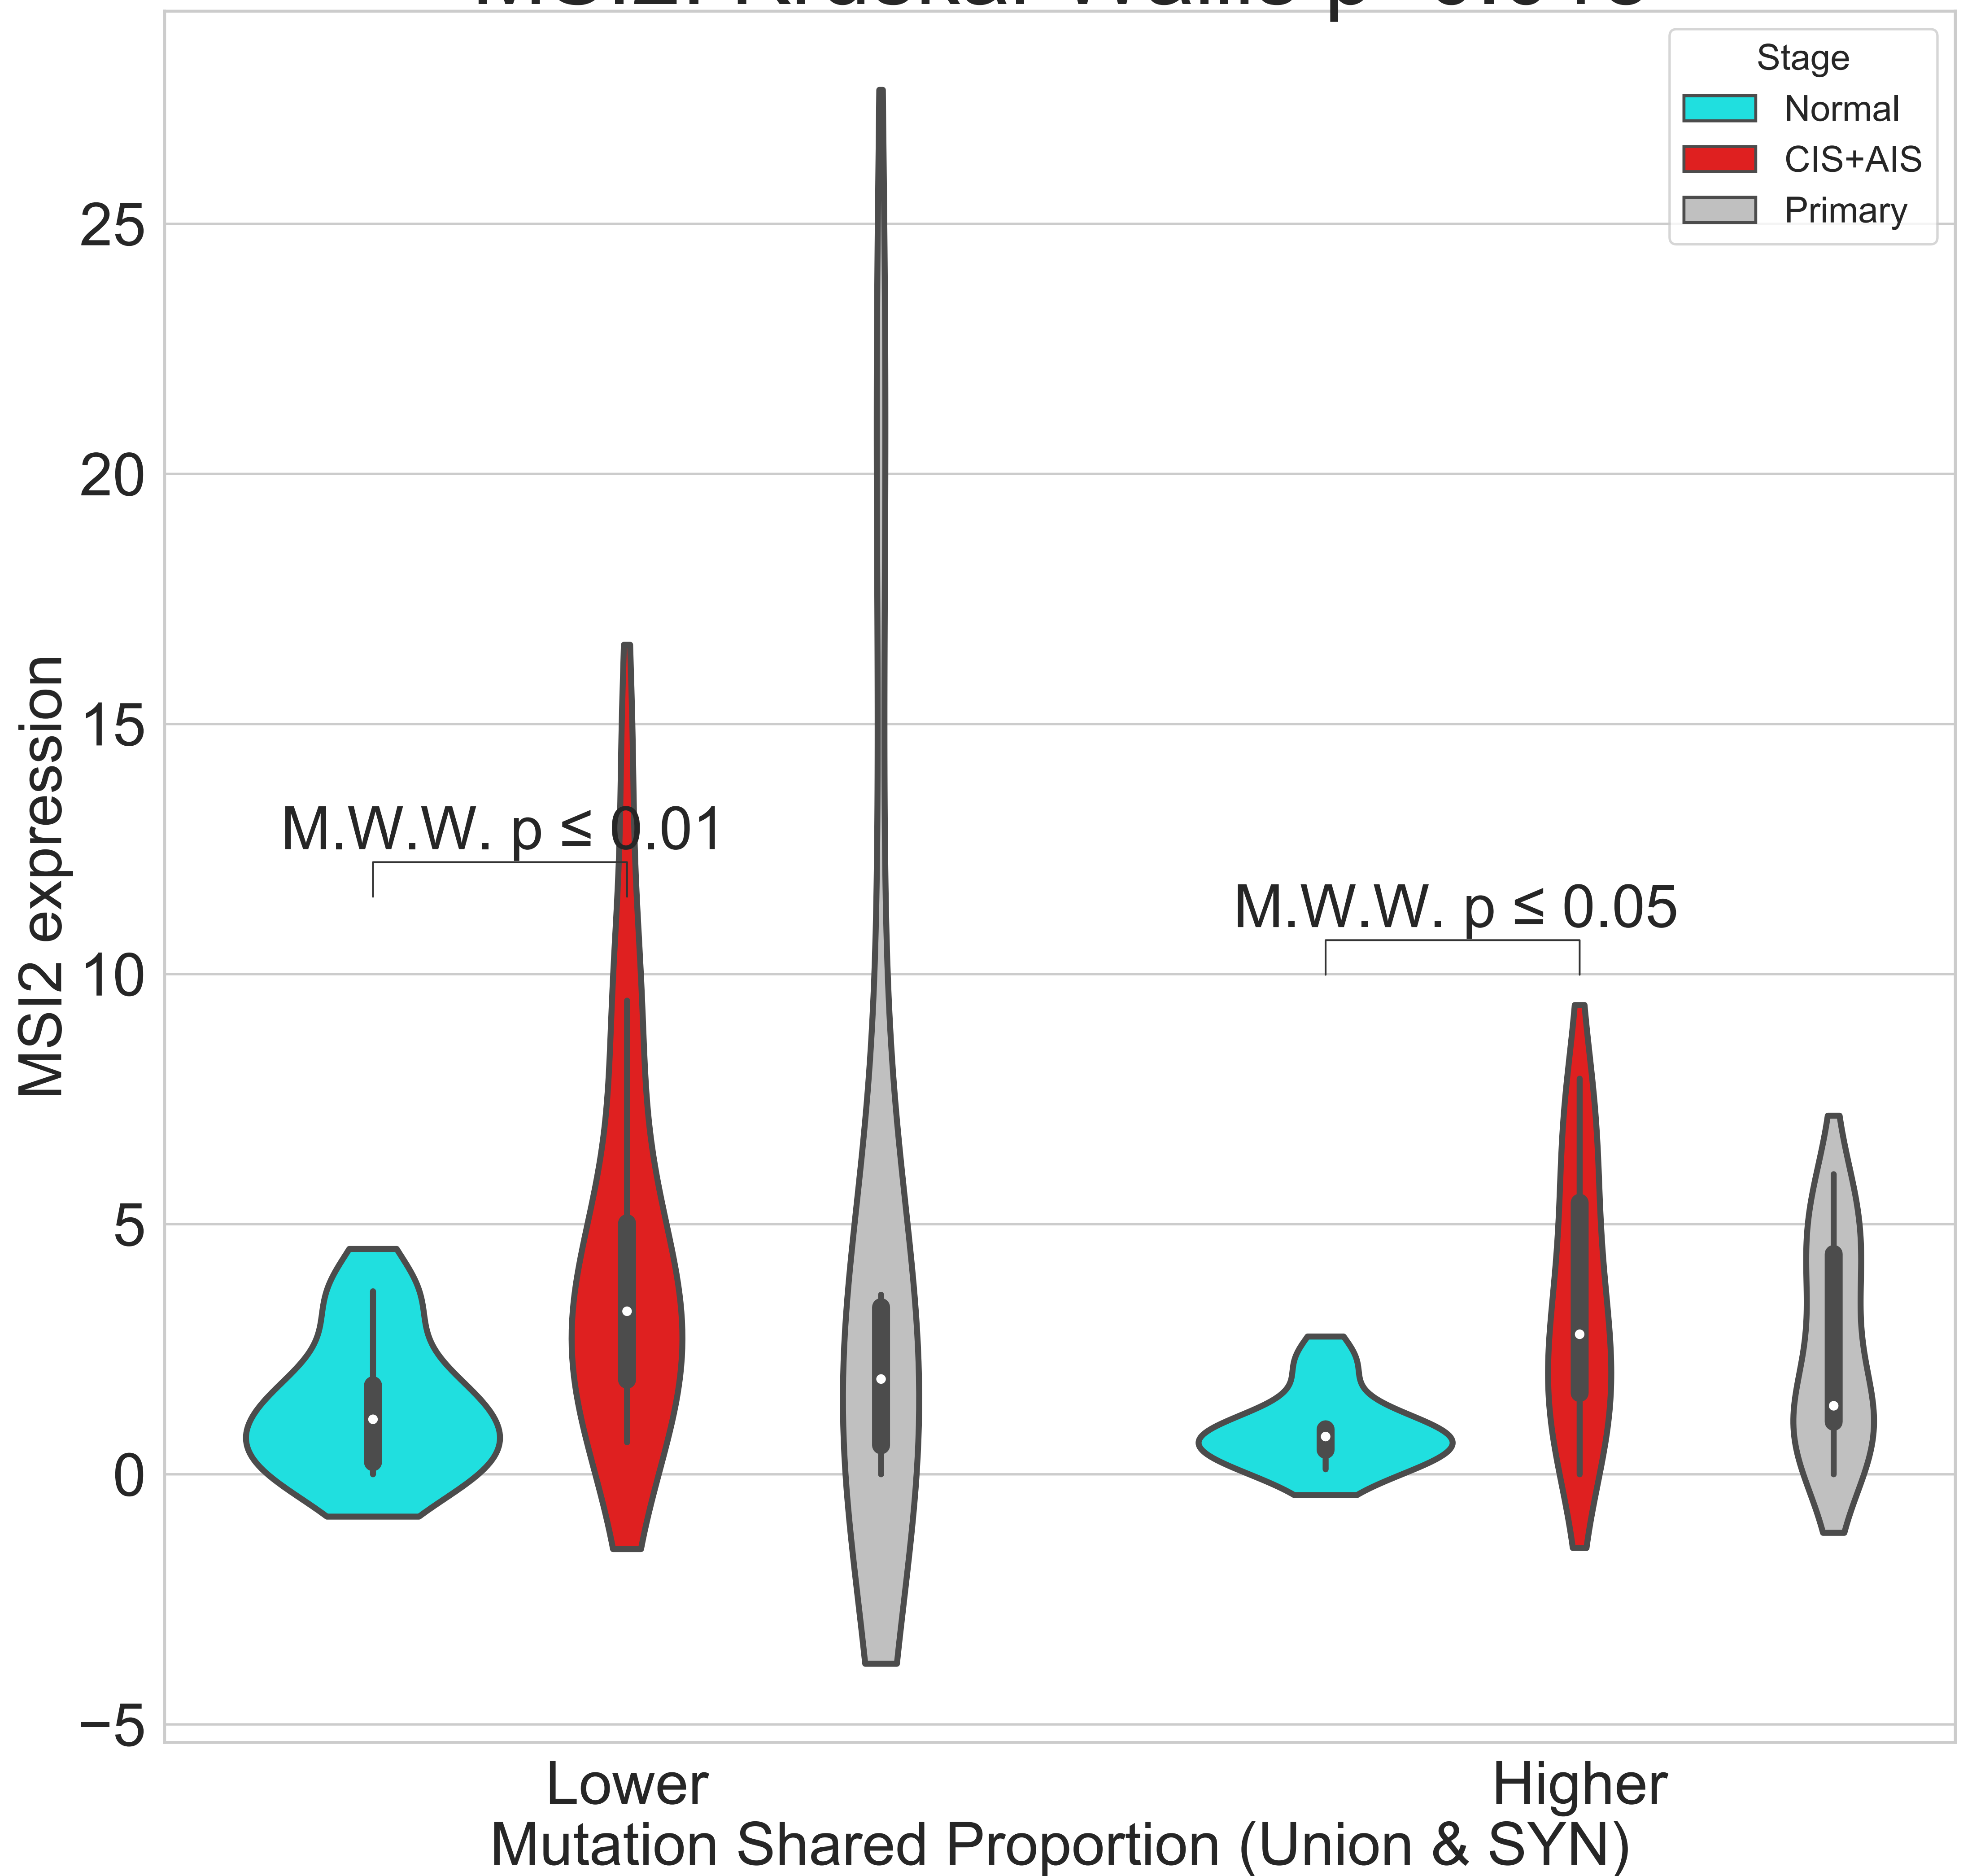 Stage
Normal
CIS+AIS
Primary
25
20
15
10
5
0
−5
MSI2 expression
M.W.W. p ≤ 0.01
M.W.W. p ≤ 0.05
Lower
Higher
Mutation Shared Proportion (Union & SYN)